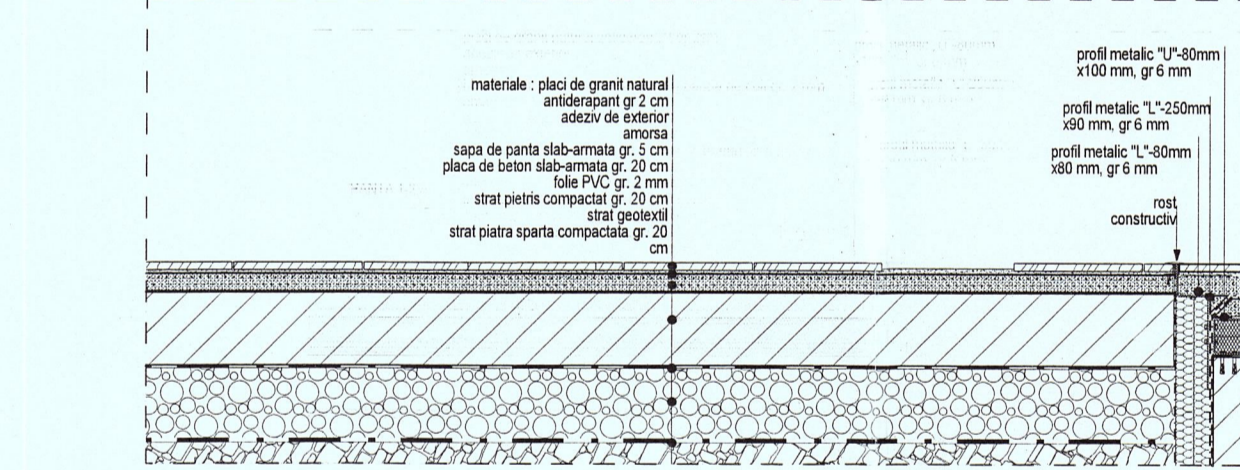 materiale : placi de granit natural
antiderapant gr 2 cm
adeziv de exterior
amorsa
sapa de panta slab-armata gr. 5 cm
placa de beton slab-armata gr. 20 cm
folie PVC gr. 2 mm
strat pietris compactat gr. 20 cm
strat geotextil
strat piatra sparta compactata gr. 20
cm
profil metalic "U"-80mm
x100 mm, gr 6 mm
profil metalic "L"-250mm
x90 mm, gr 6 mm
profil metalic "L"-80mm
x80 mm, gr 6 mm
rost
constructiv